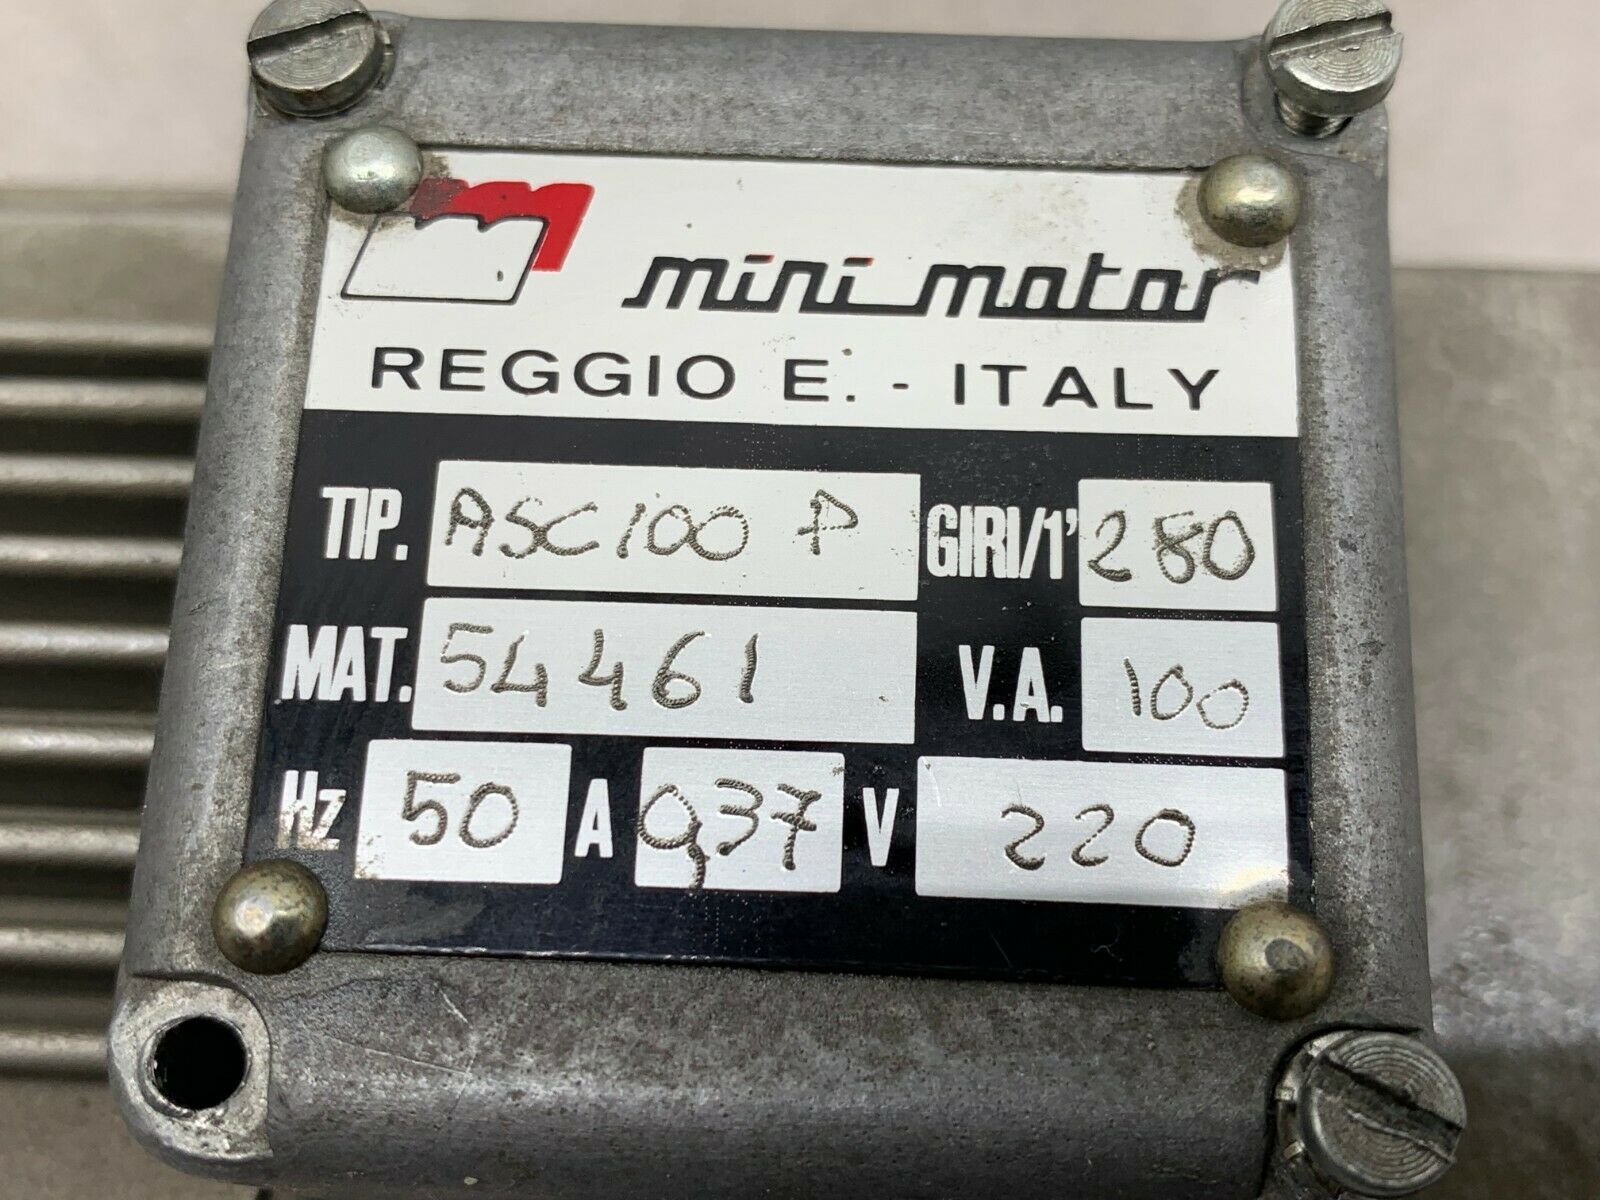 mini motor
REGGIO E. - ITALY
TIP. ASC100 P GIRI/1' 280
MAT. 54461 V.A. 100
Hz 50 A 0,37 V 220